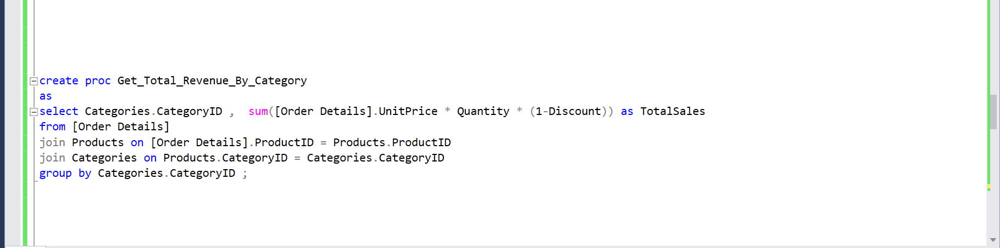 create proc Get_Total_Revenue_By_Category
as
select Categories.CategoryID ,  sum([Order Details].UnitPrice * Quantity * (1-Discount)) as TotalSales
from [Order Details]
join Products on [Order Details].ProductID = Products.ProductID
join Categories on Products.CategoryID = Categories.CategoryID
group by Categories.CategoryID ;